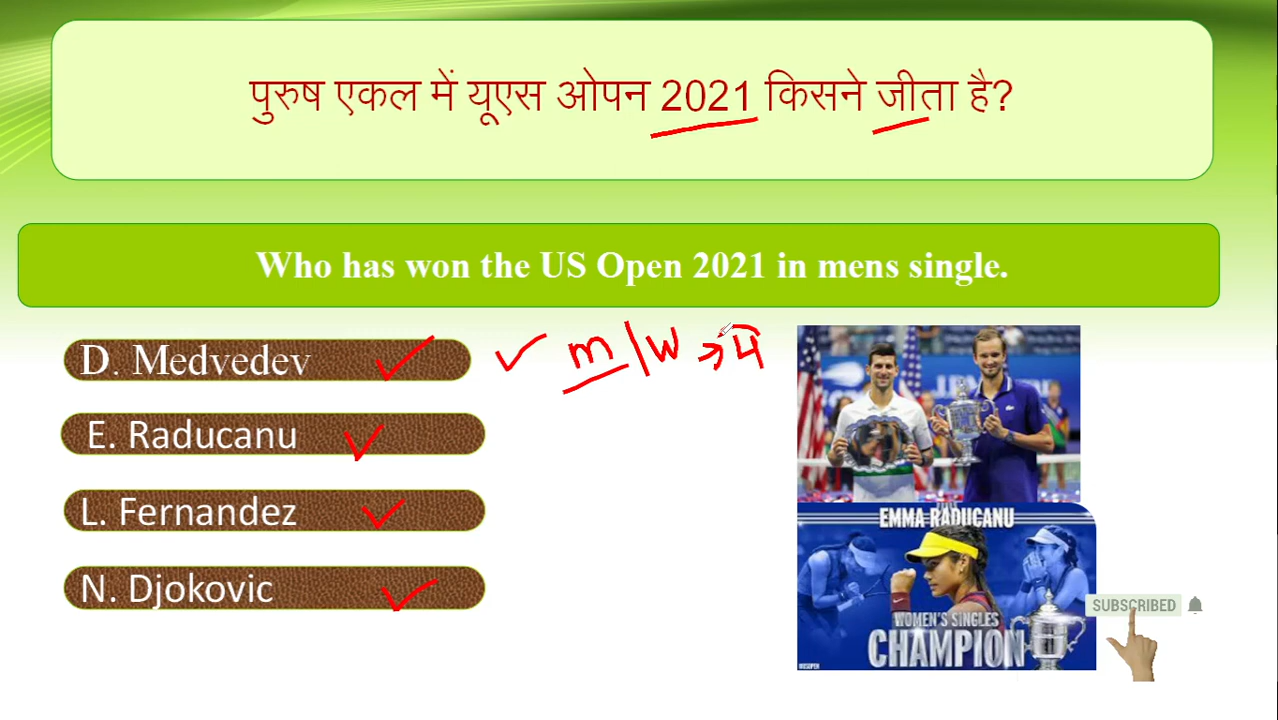 पुरुष एकल में यूएस ओपन 2021 किसने जीता है?
Who has won the US Open 2021 in mens single.
D. Medvedev
m/w
E. Raducanu
L. Fernandez
N. Djokovic
EMMA RADUCANU
WOMEN'S SINGLES
CHAMPION
SUBSCRIBED